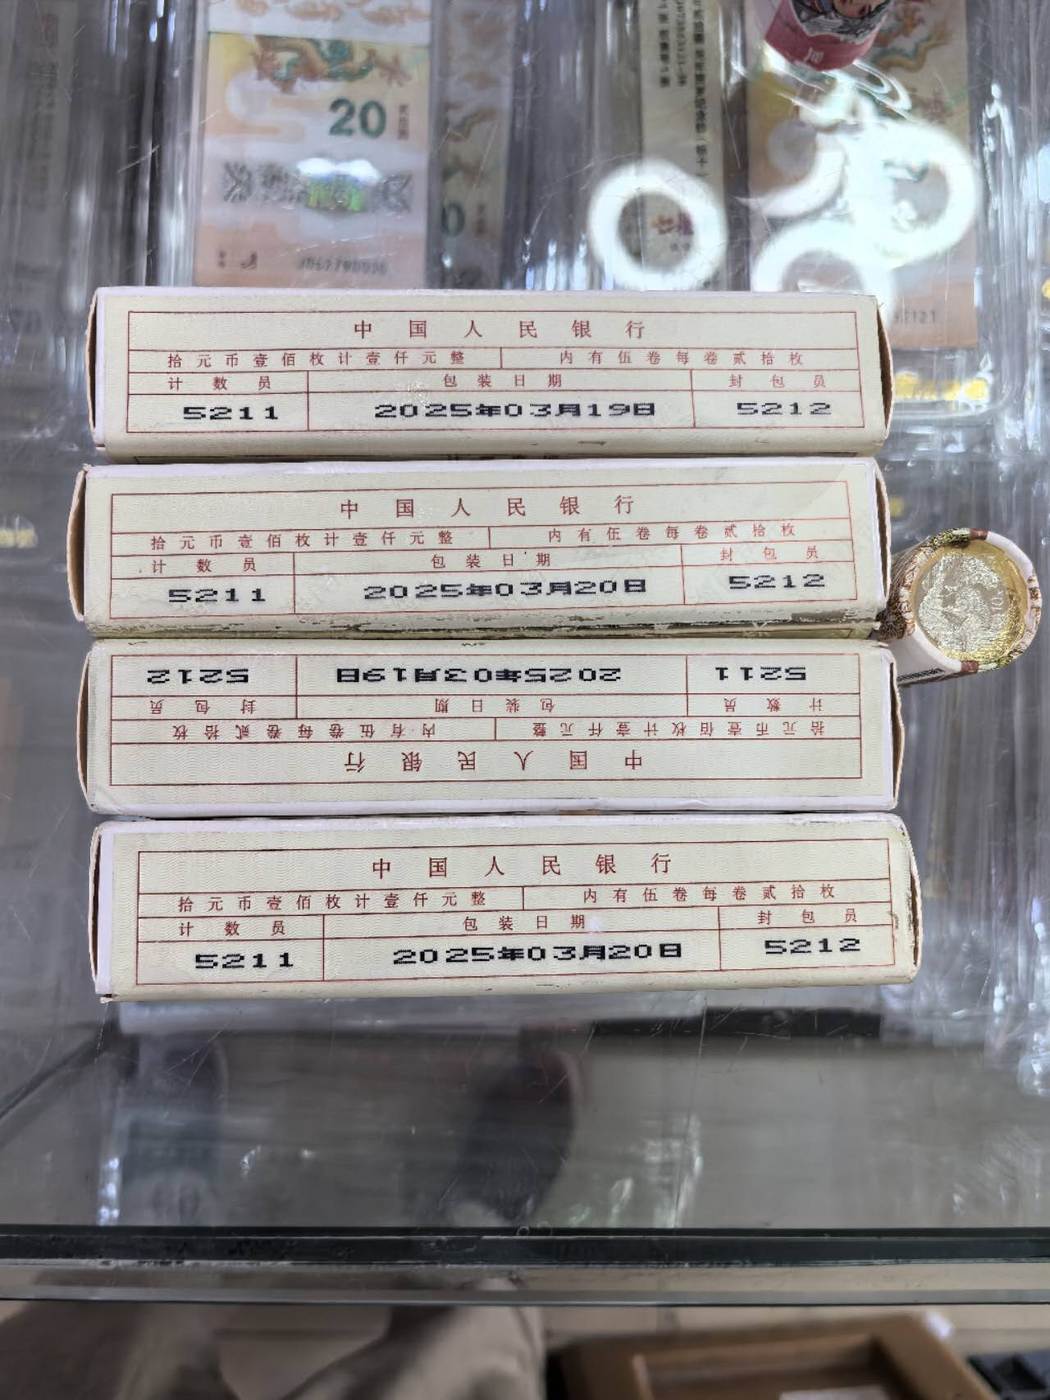 20
中国人民银行
拾元币壹佰枚计壹仟元整 内有伍卷每卷贰拾枚
计数员 包装日期 封包员
5211 2025年03月19日 5212
中国人民银行
拾元币壹佰枚计壹仟元整 内有伍卷每卷贰拾枚
计数员 包装日期 封包员
5211 2025年03月20日 5212
中国人民银行
拾元币壹佰枚计壹仟元整 内有伍卷每卷贰拾枚
计数员 包装日期 封包员
5211 2025年03月19日 5212
中国人民银行
拾元币壹佰枚计壹仟元整 内有伍卷每卷贰拾枚
计数员 包装日期 封包员
5211 2025年03月20日 5212